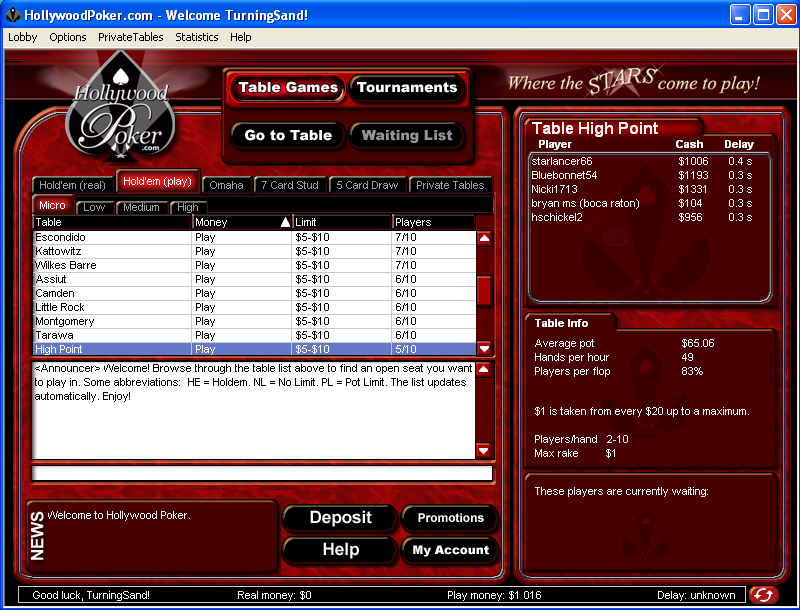 HollywoodPoker.com - Welcome TurningSand!
Lobby Options PrivateTables Statistics Help
Hollywood
Poker
.com
Table Games Tournaments
Go to Table Waiting List
Where the STARS come to play!
Hold'em (real) Hold'em (play) Omaha 7 Card Stud 5 Card Draw Private Tables
Micro Low Medium High
Table Money Limit Players
Escondido Play $5-$10 7/10
Kattowitz Play $5-$10 7/10
Wilkes Barre Play $5-$10 7/10
Assiut Play $5-$10 6/10
Camden Play $5-$10 6/10
Little Rock Play $5-$10 6/10
Montgomery Play $5-$10 6/10
Tarawa Play $5-$10 6/10
High Point Play $5-$10 5/10
<Announcer> Welcome! Browse through the table list above to find an open seat you want
to play in. Some abbreviations: HE = Holdem. NL = No Limit. PL = Pot Limit. The list updates
automatically. Enjoy!
NEWS
Welcome to Hollywood Poker.
Deposit Promotions
Help My Account
Table High Point
Player Cash Delay
starlancer66 $1006 0.4 s
Bluebonnet54 $1193 0.3 s
Nicki1713 $1331 0.3 s
bryan ms (boca raton) $104 0.3 s
hschickel2 $956 0.3 s
Table Info
Average pot $65.06
Hands per hour 49
Players per flop 83%
$1 is taken from every $20 up to a maximum.
Players/hand 2-10
Max rake $1
These players are currently waiting:
Good luck, TurningSand! Real money: $0 Play money: $1 016 Delay: unknown